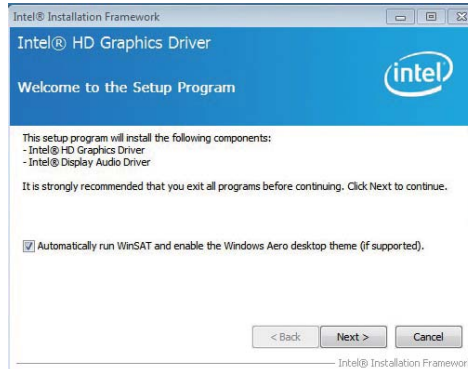 Intel® Installation Framework
Intel® HD Graphics Driver
intel
Welcome to the Setup Program
This setup program will install the following components:
- Intel® HD Graphics Driver
- Intel® Display Audio Driver
It is strongly recommended that you exit all programs before continuing. Click Next to continue.
Automatically run WinSAT and enable the Windows Aero desktop theme (if supported).
< Back Next > Cancel
Intel® Installation Framewor